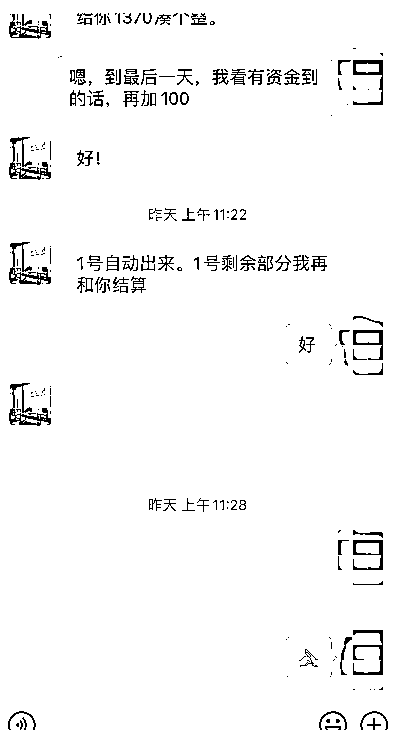 给你1370凑个整。
嗯，到最后一天，我看有资金到
的话，再加100
好！
昨天 上午11:22
1号自动出来。1号剩余部分我再
和你结算
好
昨天 上午11:28